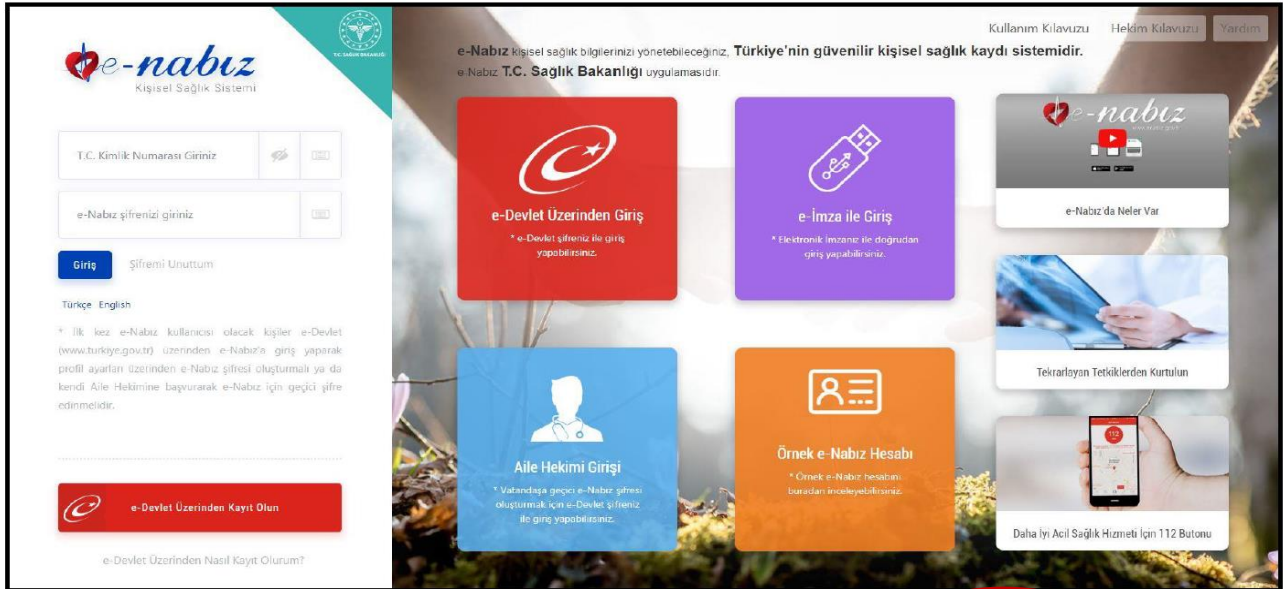 e-nabız
Kişisel Sağlık Sistemi
T.C. SAĞLIK BAKANLIĞI
T.C. Kimlik Numarası Giriniz
e-Nabız şifrenizi giriniz
Giriş
Şifremi Unuttum
Türkçe English
* İlk kez e-Nabız kullanıcısı olacak kişiler e-Devlet
(www.turkiye.gov.tr) üzerinden e-Nabız'a giriş yaparak
profil ayarları üzerinden e-Nabız şifresi oluşturmalı ya da
kendi Aile Hekimine başvurarak e-Nabız için geçici şifre
edinmelidir.
e-Devlet Üzerinden Kayıt Olun
e-Devlet Üzerinden Nasıl Kayıt Olurum?
Kullanım Kılavuzu Hekim Kılavuzu Yardım
e-Nabız kişisel sağlık bilgilerinizi yönetebileceğiniz, Türkiye'nin güvenilir kişisel sağlık kaydı sistemidir.
e-Nabız T.C. Sağlık Bakanlığı uygulamasıdır.
e-Devlet Üzerinden Giriş
* e-Devlet şifreniz ile giriş
yapabilirsiniz.
e-İmza ile Giriş
* Elektronik İmzanız ile doğrudan
giriş yapabilirsiniz.
Aile Hekimi Girişi
* Vatandaşa geçici e-Nabız şifresi
oluşturmak için e-Devlet şifreniz
ile giriş yapabilirsiniz.
Örnek e-Nabız Hesabı
* Örnek e-Nabız hesabını
buradan inceleyebilirsiniz.
e-nabız
e-Nabız'da Neler Var
Tekrarlayan Tetkiklerden Kurtulun
112
Daha İyi Acil Sağlık Hizmeti İçin 112 Butonu